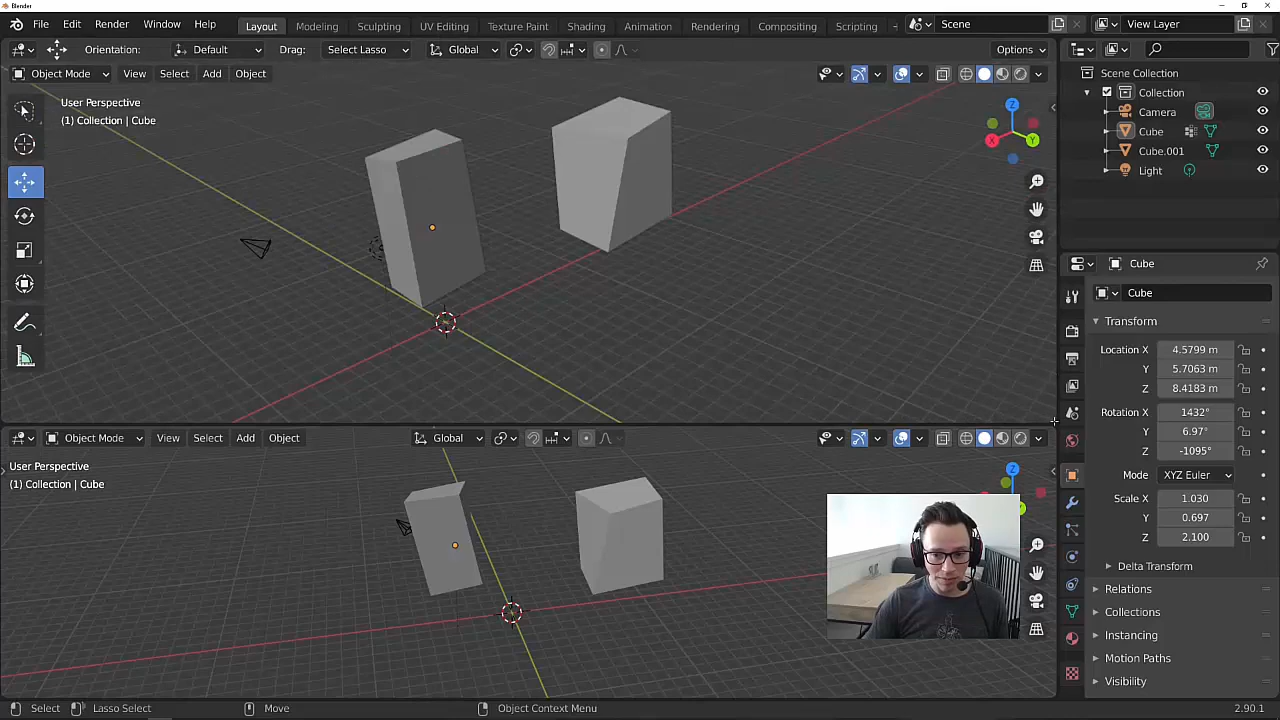 Blender
File Edit Render Window Help Layout Modeling Sculpting UV Editing Texture Paint Shading Animation Rendering Compositing Scripting + Scene View Layer
Orientation: Default Drag: Select Lasso Global Options
Object Mode View Select Add Object
User Perspective
(1) Collection | Cube
Z
X
Y
Scene Collection
Collection
Camera
Cube
Cube.001
Light
Cube
Cube
Transform
Location X 4.5799 m
Y 5.7063 m
Z 8.4183 m
Rotation X 1432°
Y 6.97°
Z -1095°
Mode XYZ Euler
Scale X 1.030
Y 0.697
Z 2.100
Delta Transform
Relations
Collections
Instancing
Motion Paths
Visibility
Object Mode View Select Add Object Global
User Perspective
(1) Collection | Cube
Z
Y
Select Lasso Select Move Object Context Menu 2.90.1